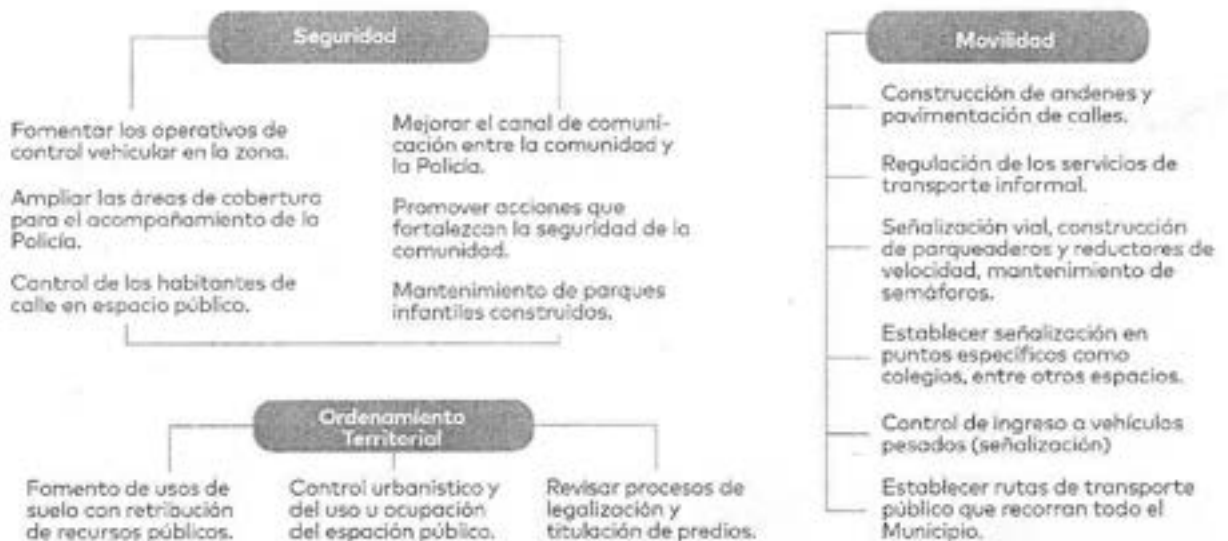 Seguridad
Fomentar los operativos de
control vehicular en la zona.
Ampliar las áreas de cobertura
para el acompañamiento de la
Policía.
Control de los habitantes de
calle en espacio público.
Mejorar el canal de comuni-
cación entre la comunidad y
la Policía.
Promover acciones que
fortalezcan la seguridad de la
comunidad.
Mantenimiento de parques
infantiles construidos.
Movilidad
Construcción de andenes y
pavimentación de calles.
Regulación de los servicios de
transporte informal.
Señalización vial, construcción
de parqueaderos y reductores de
velocidad, mantenimiento de
semáforos.
Establecer señalización en
puntos específicos como
colegios, entre otros espacios.
Control de ingreso a vehículos
pesados (señalización)
Establecer rutas de transporte
público que recorran todo el
Municipio.
Ordenamiento
Territorial
Fomento de usos de
suelo con retribución
de recursos públicos.
Control urbanístico y
del uso u ocupación
del espación público.
Revisar procesos de
legalización y
titulación de predios.